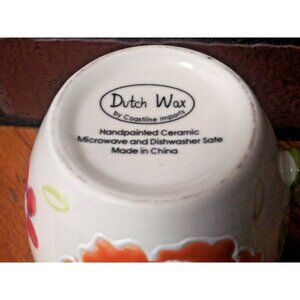 Dutch Wax
by Coastline Imports
Handpainted Ceramic
Microwave and Dishwasher Safe
Made in China